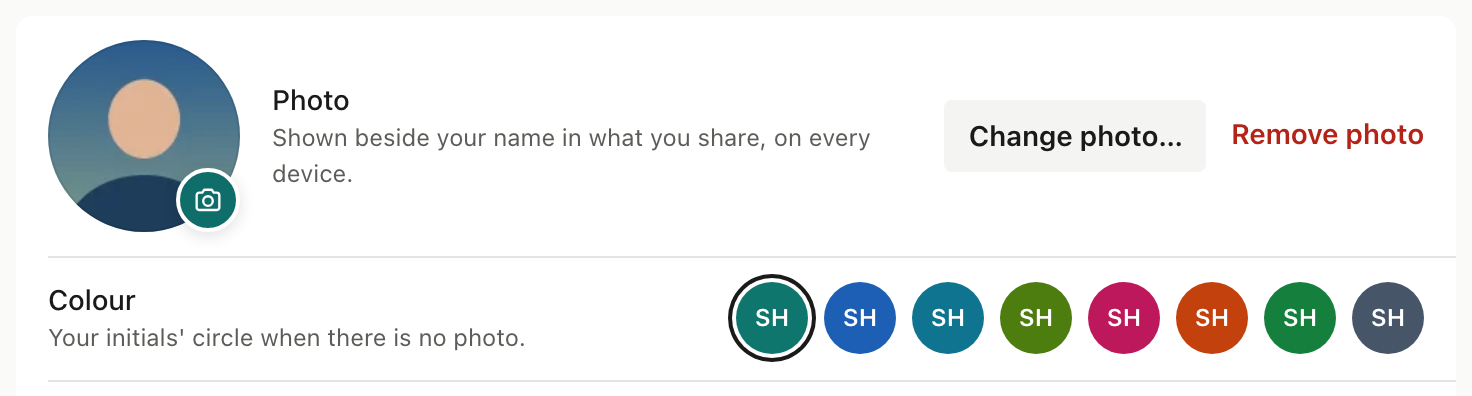 Photo
Shown beside your name in what you share, on every
device.
Change photo...
Remove photo
Colour
Your initials' circle when there is no photo.
SH SH SH SH SH SH SH SH